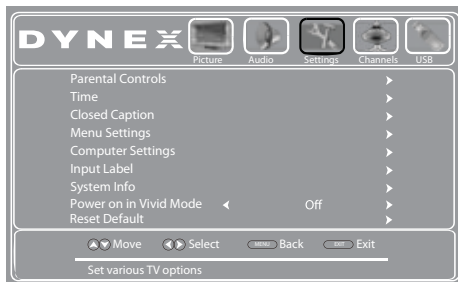 DYNEX
Picture Audio Settings Channels USB
Parental Controls
Time
Closed Caption
Menu Settings
Computer Settings
Input Label
System Info
Power on in Vivid Mode Off
Reset Default
Move Select MENU Back EXIT Exit
Set various TV options